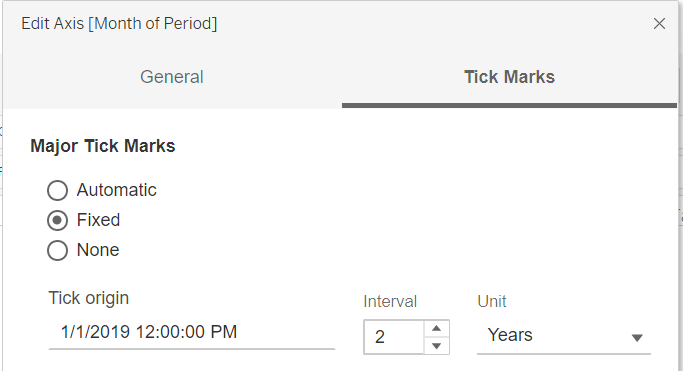 Edit Axis [Month of Period]
General Tick Marks
Major Tick Marks
Automatic
Fixed
None
Tick origin Interval Unit
1/1/2019 12:00:00 PM 2 Years